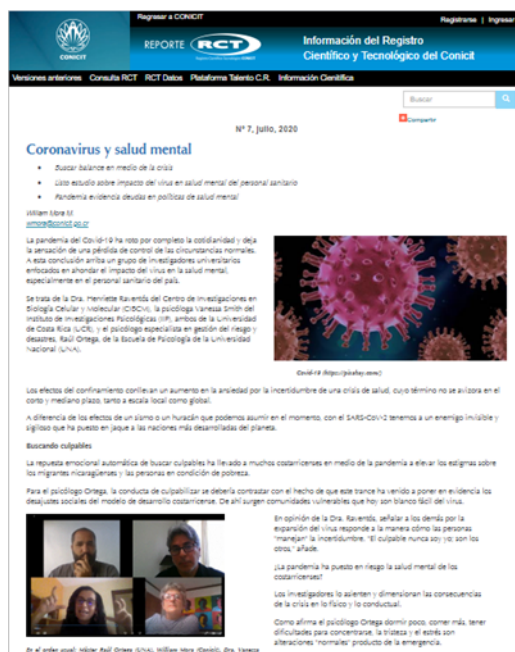 Regresar a CONICIT
Registrarse | Ingresar
CONICIT
REPORTE RCT
Información del Registro
Científico y Tecnológico del Conicit
Versiones anteriores Consulta RCT RCT Datos Plataforma Talento C.R. Información Científica
Buscar
Compartir
Nº 7, julio, 2020
Coronavirus y salud mental
Buscar balance en medio de la crisis
Listo estudio sobre impacto del virus en salud mental del personal sanitario
Pandemia evidencia deudas en políticas de salud mental
William Mora M.
wmora@conicit.go.cr
La pandemia del Covid-19 ha roto por completo la cotidianidad y deja
la sensación de una pérdida de control de las circunstancias normales.
A esta conclusión arriba un grupo de investigadores universitarios
enfocados en ahondar el impacto del virus en la salud mental,
especialmente en el personal sanitario del país.
Se trata de la Dra. Henriette Raventós del Centro de Investigaciones en
Biología Celular y Molecular (CIBCM), la psicóloga Vanessa Smith del
Instituto de Investigaciones Psicológicas (IIP), ambos de la Universidad
de Costa Rica (UCR), y el psicólogo especialista en gestión del riesgo y
desastres, Raúl Ortega, de la Escuela de Psicología de la Universidad
Nacional (UNA).
Covid-19 (https://pixabay.com/)
Los efectos del confinamiento conllevan un aumento en la ansiedad por la incertidumbre de una crisis de salud, cuyo término no se avizora en el
corto y mediano plazo, tanto a escala local como global.
A diferencia de los efectos de un sismo o un huracán que podemos asumir en el momento, con el SARS-CoV-2 tenemos a un enemigo invisible y
sigiloso que ha puesto en jaque a las naciones más desarrolladas del planeta.
Buscando culpables
La repuesta emocional automática de buscar culpables ha llevado a muchos costarricenses en medio de la pandemia a elevar los estigmas sobre
los migrantes nicaragüenses y las personas en condición de pobreza.
Para el psicólogo Ortega, la conducta de culpabilizar se debería contrastar con el hecho de que este trance ha venido a poner en evidencia los
desajustes sociales del modelo de desarrollo costarricense. De ahí surgen comunidades vulnerables que hoy son blanco fácil del virus.
En opinión de la Dra. Raventós, señalar a los demás por la
expansión del virus responde a la manera cómo las personas
"manejan" la incertidumbre. "El culpable nunca soy yo; son los
otros," añade.
¿La pandemia ha puesto en riesgo la salud mental de los
costarricenses?
Los investigadores lo asienten y dimensionan las consecuencias
de la crisis en lo físico y lo conductual.
Como afirma el psicólogo Ortega dormir poco, comer más, tener
dificultades para concentrarse, la tristeza y el estrés son
alteraciones "normales" producto de la emergencia.
En el orden usual: Héctor Raúl Ortega (UNA), William Mora (Conicit), Dra. Vanessa